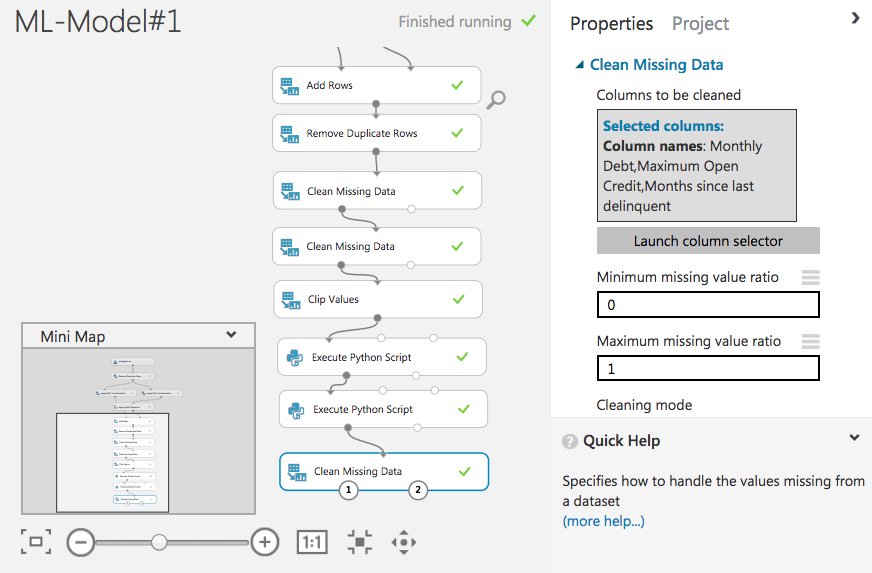 ML-Model#1
Finished running
Add Rows
Remove Duplicate Rows
Clean Missing Data
Clean Missing Data
Clip Values
Execute Python Script
Execute Python Script
Clean Missing Data
1
2
Mini Map
1:1
Properties
Project
Clean Missing Data
Columns to be cleaned
Selected columns:
Column names: Monthly
Debt,Maximum Open
Credit,Months since last
delinquent
Launch column selector
Minimum missing value ratio
0
Maximum missing value ratio
1
Cleaning mode
Quick Help
Specifies how to handle the values missing from
a dataset
(more help...)